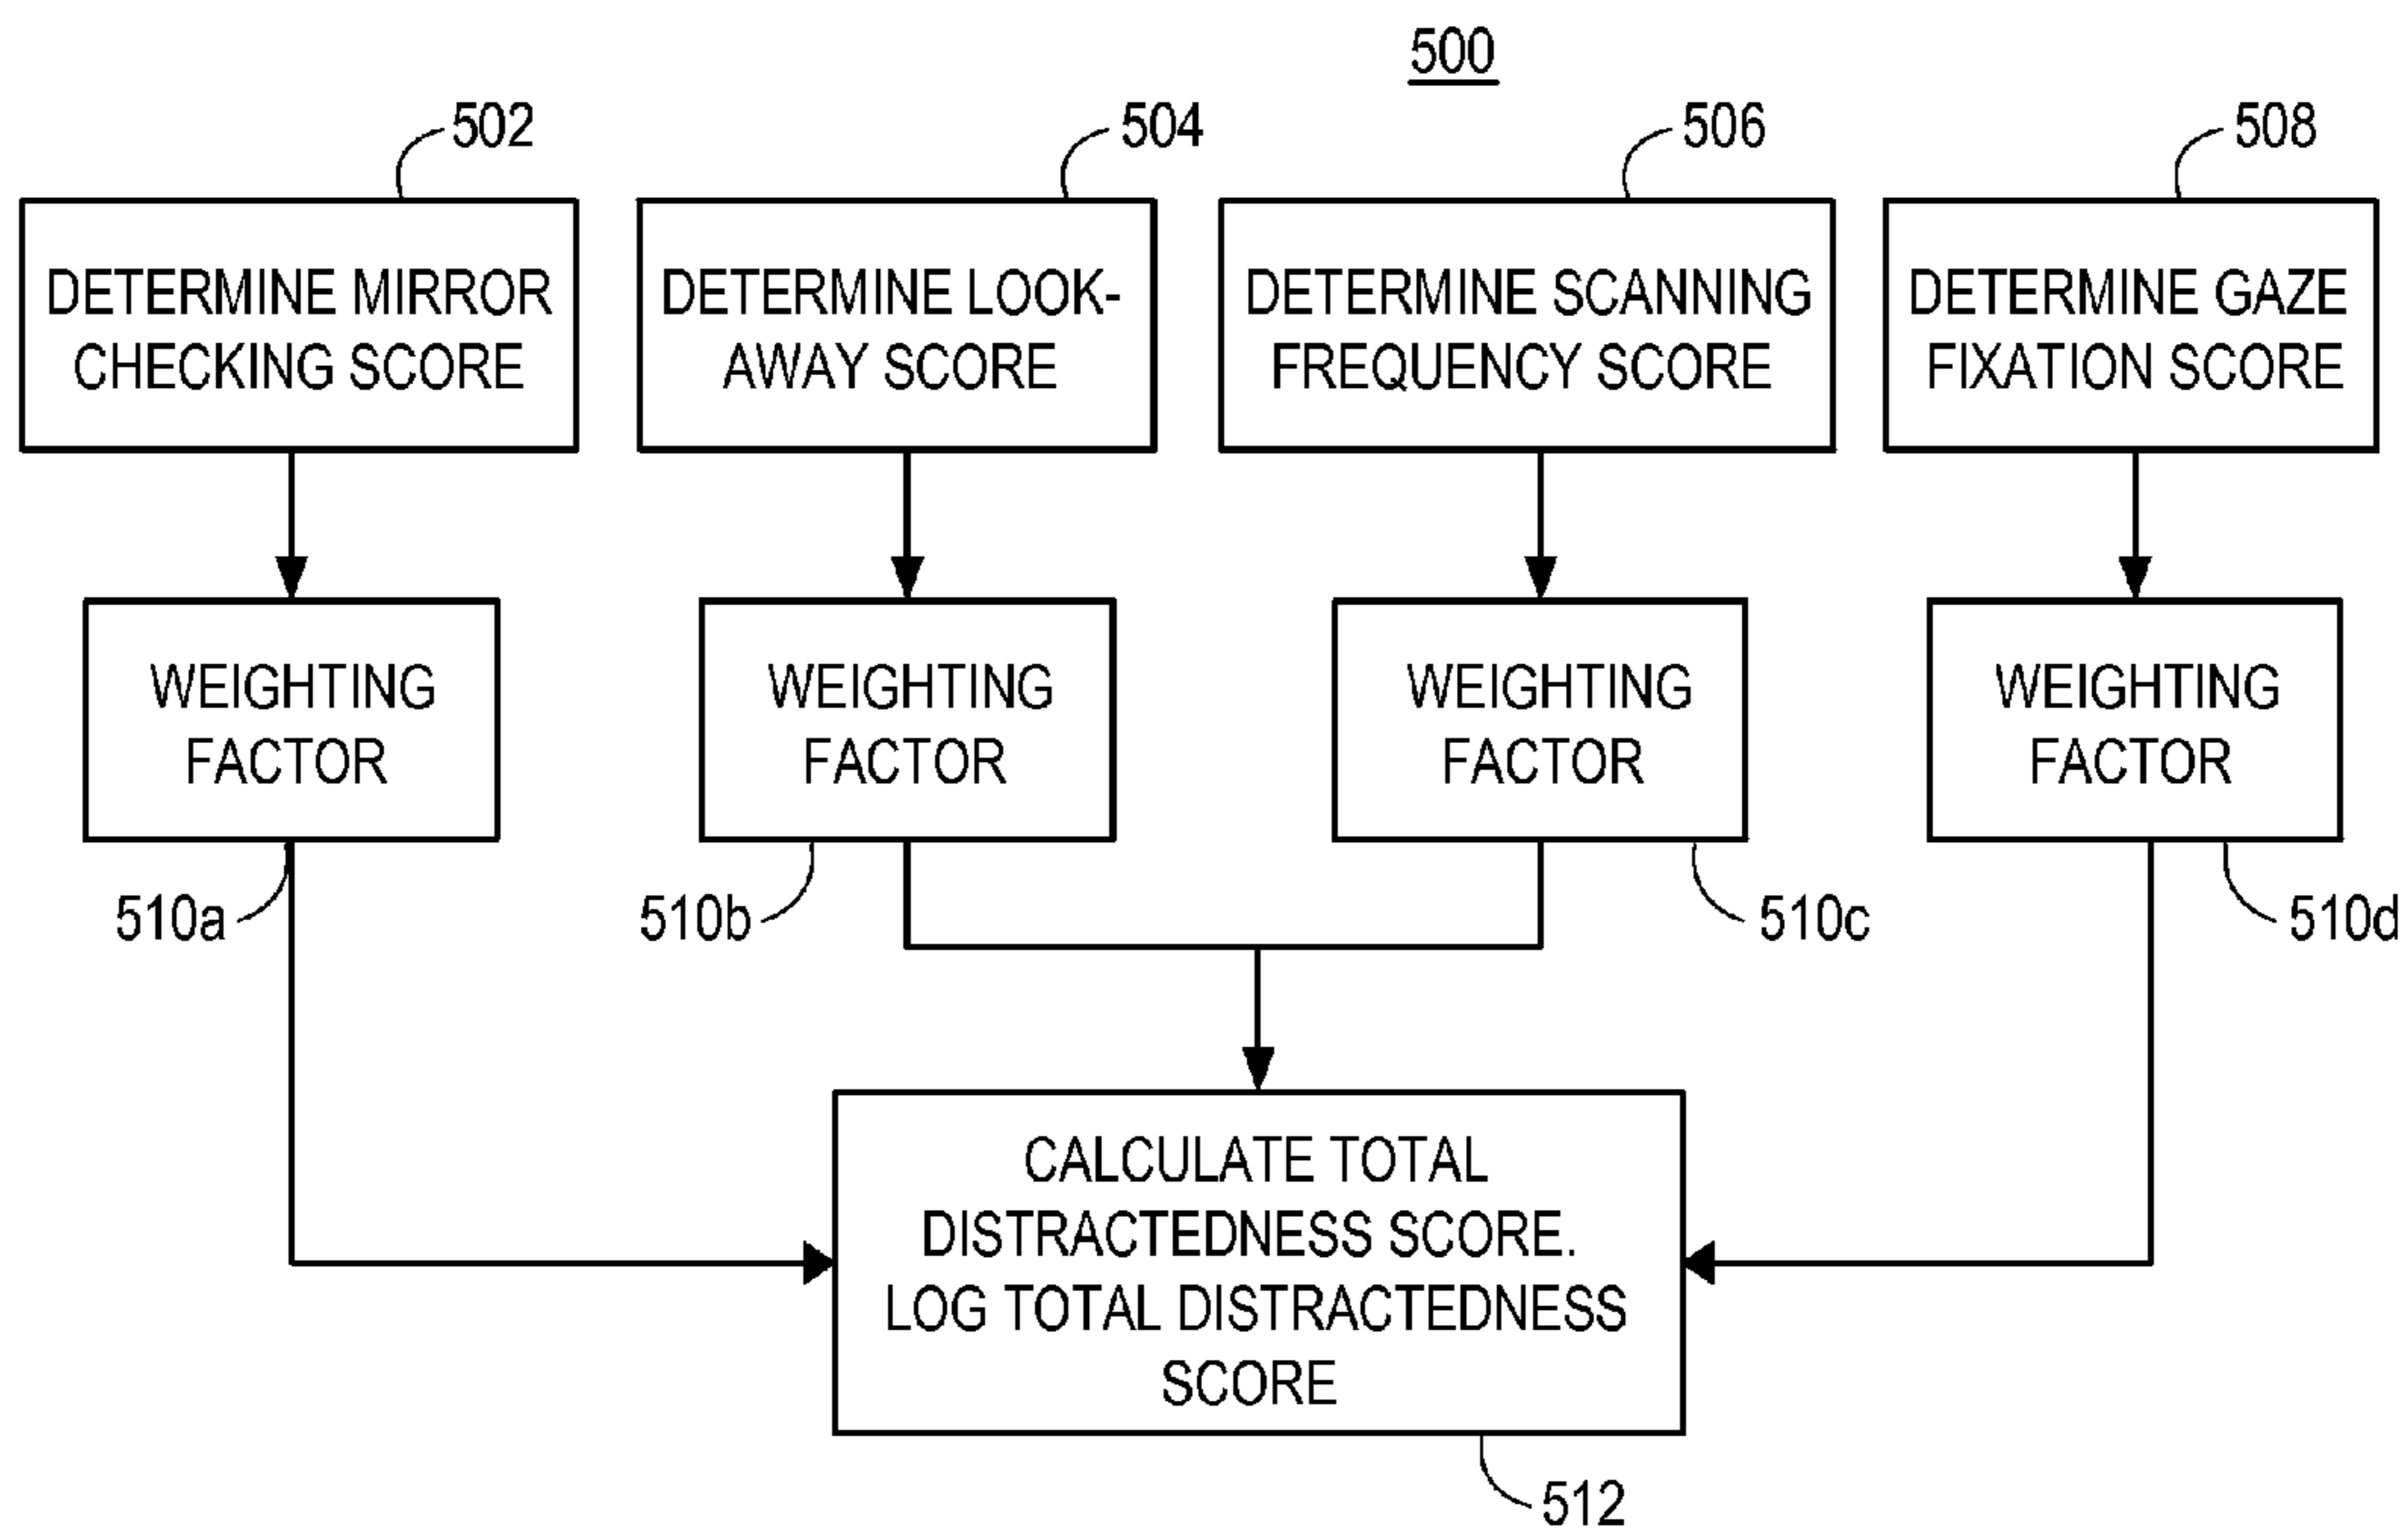 500
502
504
506
508
DETERMINE MIRROR
CHECKING SCORE
DETERMINE LOOK-
AWAY SCORE
DETERMINE SCANNING
FREQUENCY SCORE
DETERMINE GAZE
FIXATION SCORE
WEIGHTING
FACTOR
WEIGHTING
FACTOR
WEIGHTING
FACTOR
WEIGHTING
FACTOR
510a
510b
510c
510d
CALCULATE TOTAL
DISTRACTEDNESS SCORE.
LOG TOTAL DISTRACTEDNESS
SCORE
512